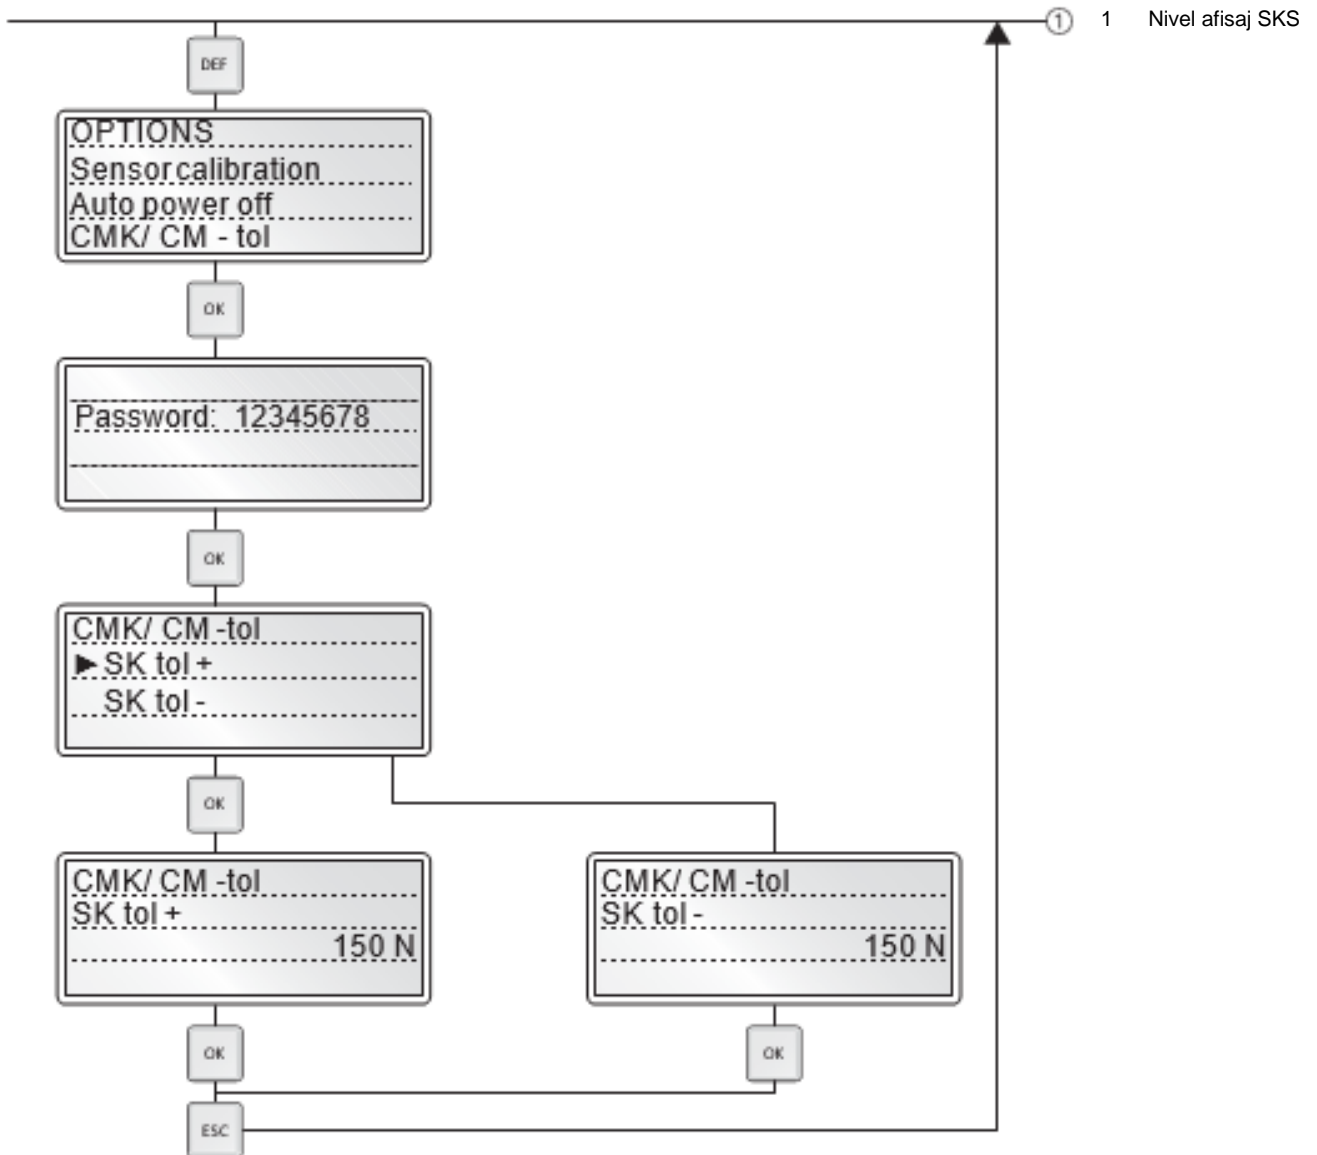 ① 1 Nivel afisaj SKS
DEF
OPTIONS
Sensor calibration
Auto power off
CMK/ CM - tol
OK
Password: 12345678
OK
CMK/ CM -tol
►SK tol +
SK tol -
OK
CMK/ CM -tol
SK tol +
150 N
CMK/ CM -tol
SK tol -
150 N
OK
OK
ESC